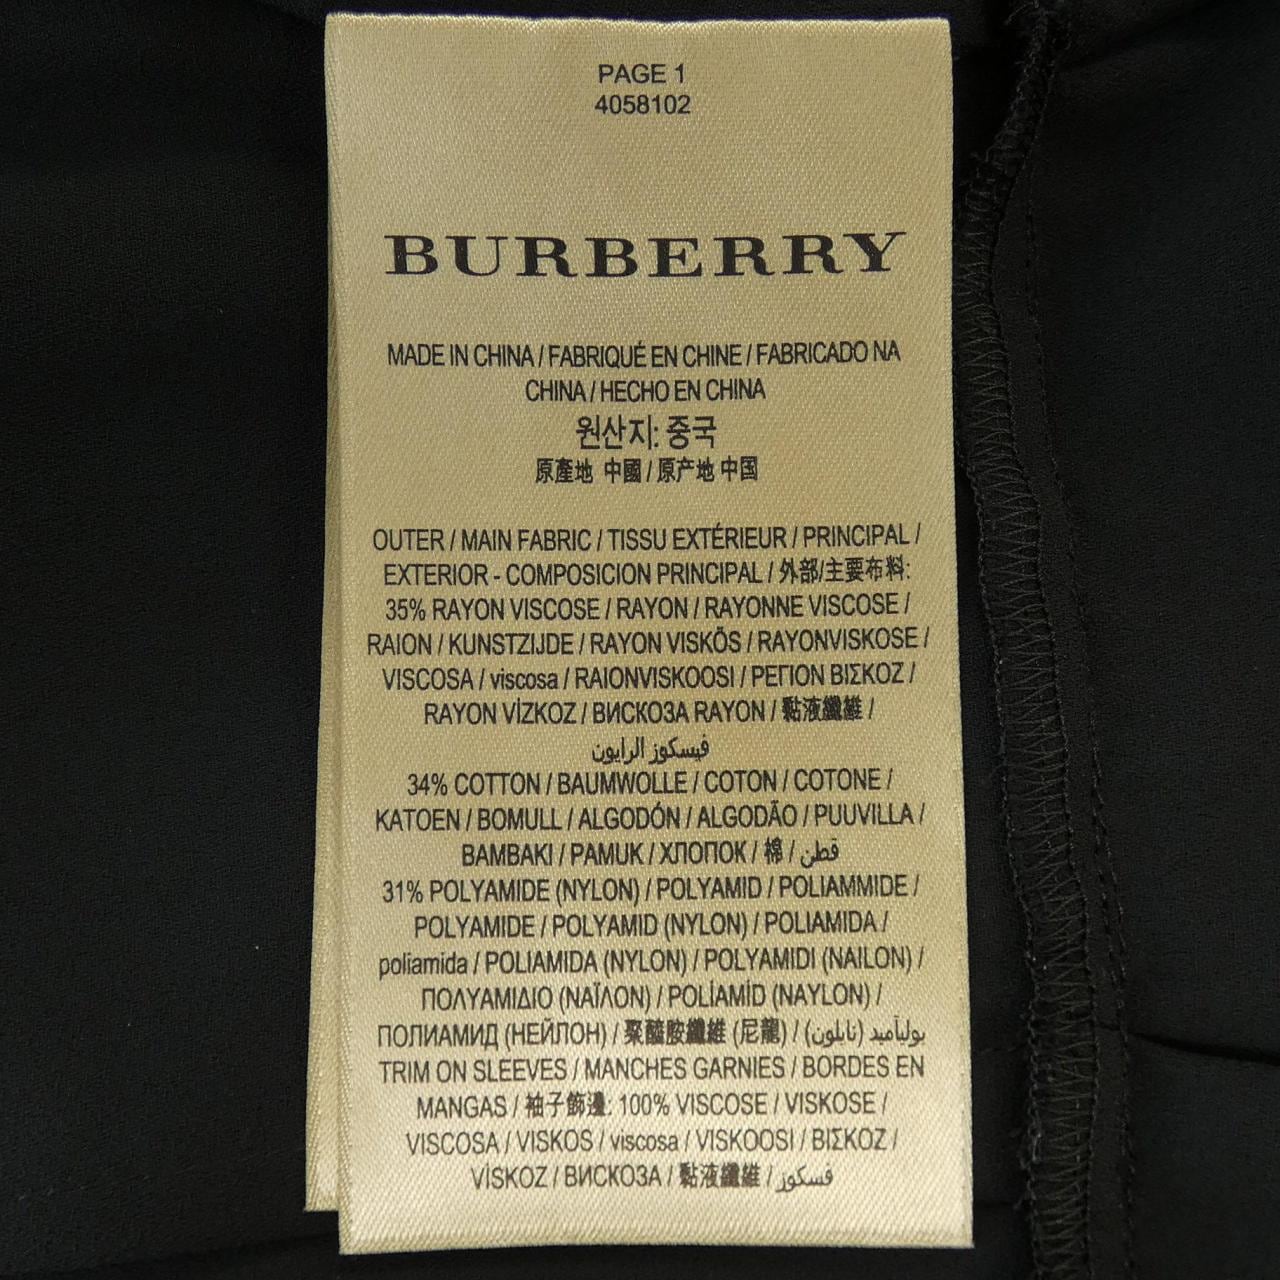 PAGE 1
4058102
BURBERRY
MADE IN CHINA / FABRIQUÉ EN CHINE / FABRICADO NA
CHINA / HECHO EN CHINA
원산지: 중국
原產地 中國 / 原产地 中国
OUTER / MAIN FABRIC / TISSU EXTÉRIEUR / PRINCIPAL /
EXTERIOR - COMPOSICION PRINCIPAL / 外部/主要布料:
35% RAYON VISCOSE / RAYON / RAYONNE VISCOSE /
RAION / KUNSTZIJDE / RAYON VISKÖS / RAYONVISKOSE /
VISCOSA / viscosa / RAIONVISKOOSI / ΡΕΓΙΟΝ ΒΙΣΚΟΖ /
RAYON VİZKOZ / ВИСКОЗА RAYON / 黏液纖維 /
فيسكوز الرايون
34% COTTON / BAUMWOLLE / COTON / COTONE /
KATOEN / BOMULL / ALGODÓN / ALGODÃO / PUUVILLA /
BAMBAKI / PAMUK / ХЛОПОК / 棉 / قطن
31% POLYAMIDE (NYLON) / POLYAMID / POLIAMMIDE /
POLYAMIDE / POLYAMID (NYLON) / POLIAMIDA /
poliamida / POLIAMIDA (NYLON) / POLYAMIDI (NAILON) /
ΠΟΛΥΑΜΙΔΙΟ (ΝΑΪΛΟΝ) / POLİAMİD (NAYLON) /
ПОЛИАМИД (НЕЙЛОН) / 聚醯胺纖維 (尼龍) / بولياميد (نايلون)
TRIM ON SLEEVES / MANCHES GARNIES / BORDES EN
MANGAS / 袖子飾邊: 100% VISCOSE / VISKOSE /
VISCOSA / VISKOS / viscosa / VISKOOSI / ΒΙΣΚΟΖ /
VİSKOZ / ВИСКОЗА / 黏液纖維 / فسكوز